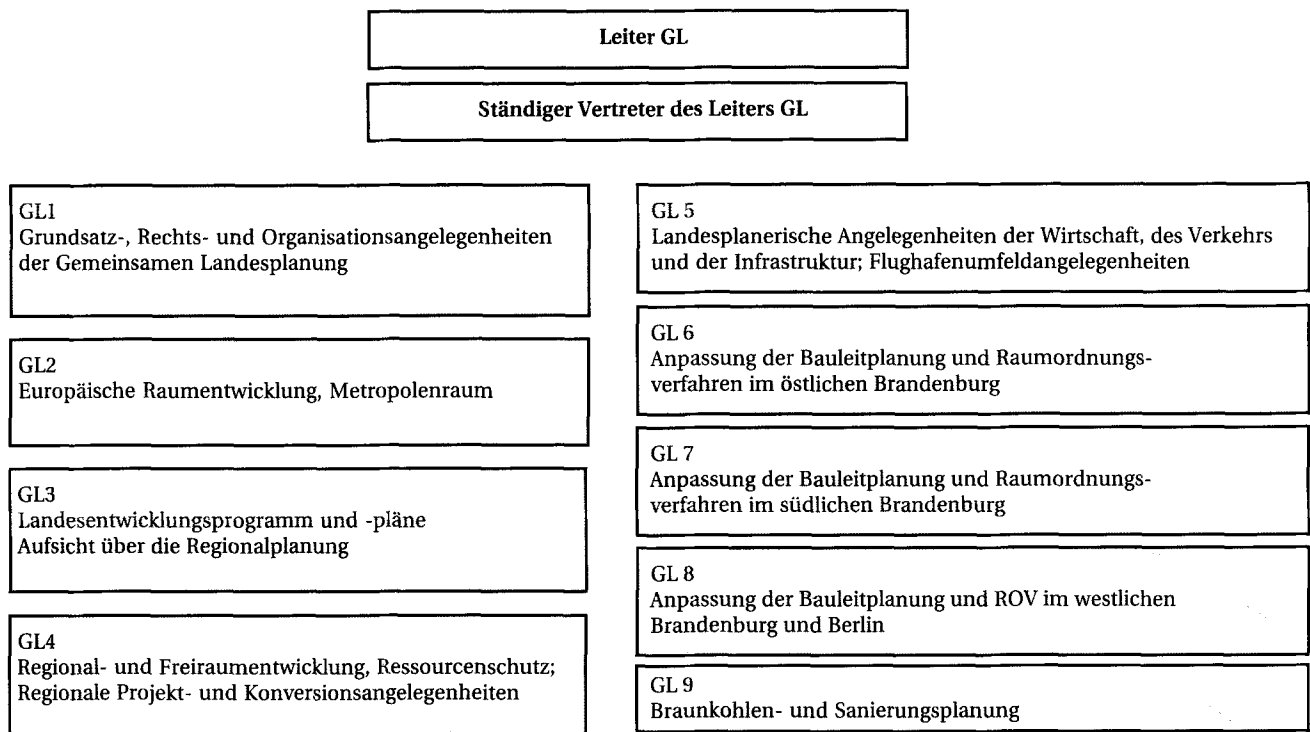 Leiter GL
Ständiger Vertreter des Leiters GL
GL1
Grundsatz-, Rechts- und Organisationsangelegenheiten
der Gemeinsamen Landesplanung
GL2
Europäische Raumentwicklung, Metropolenraum
GL3
Landesentwicklungsprogramm und -pläne
Aufsicht über die Regionalplanung
GL4
Regional- und Freiraumentwicklung, Ressourcenschutz;
Regionale Projekt- und Konversionsangelegenheiten
GL 5
Landesplanerische Angelegenheiten der Wirtschaft, des Verkehrs
und der Infrastruktur; Flughafenumfeldangelegenheiten
GL 6
Anpassung der Bauleitplanung und Raumordnungs-
verfahren im östlichen Brandenburg
GL 7
Anpassung der Bauleitplanung und Raumordnungs-
verfahren im südlichen Brandenburg
GL 8
Anpassung der Bauleitplanung und ROV im westlichen
Brandenburg und Berlin
GL 9
Braunkohlen- und Sanierungsplanung